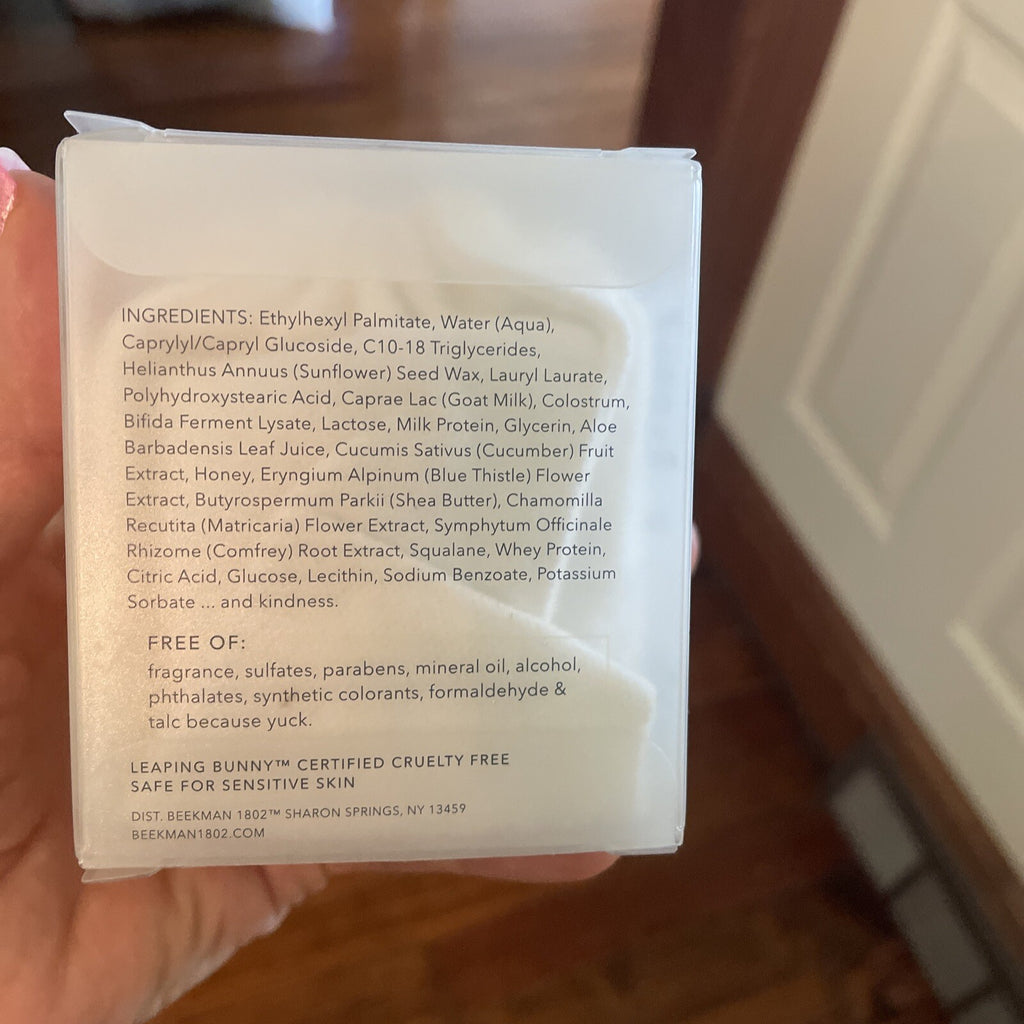 INGREDIENTS: Ethylhexyl Palmitate, Water (Aqua),
Caprylyl/Capryl Glucoside, C10-18 Triglycerides,
Helianthus Annuus (Sunflower) Seed Wax, Lauryl Laurate,
Polyhydroxystearic Acid, Caprae Lac (Goat Milk), Colostrum,
Bifida Ferment Lysate, Lactose, Milk Protein, Glycerin, Aloe
Barbadensis Leaf Juice, Cucumis Sativus (Cucumber) Fruit
Extract, Honey, Eryngium Alpinum (Blue Thistle) Flower
Extract, Butyrospermum Parkii (Shea Butter), Chamomilla
Recutita (Matricaria) Flower Extract, Symphytum Officinale
Rhizome (Comfrey) Root Extract, Squalane, Whey Protein,
Citric Acid, Glucose, Lecithin, Sodium Benzoate, Potassium
Sorbate ... and kindness.
FREE OF:
fragrance, sulfates, parabens, mineral oil, alcohol,
phthalates, synthetic colorants, formaldehyde &
talc because yuck.
LEAPING BUNNY™ CERTIFIED CRUELTY FREE
SAFE FOR SENSITIVE SKIN
DIST. BEEKMAN 1802™ SHARON SPRINGS, NY 13459
BEEKMAN1802.COM